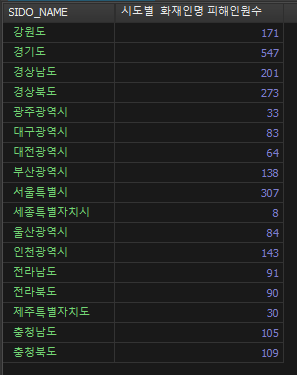 SIDO_NAME 시도별 화재인명 피해인원수
강원도 171
경기도 547
경상남도 201
경상북도 273
광주광역시 33
대구광역시 83
대전광역시 64
부산광역시 138
서울특별시 307
세종특별자치시 8
울산광역시 84
인천광역시 143
전라남도 91
전라북도 90
제주특별자치도 30
충청남도 105
충청북도 109